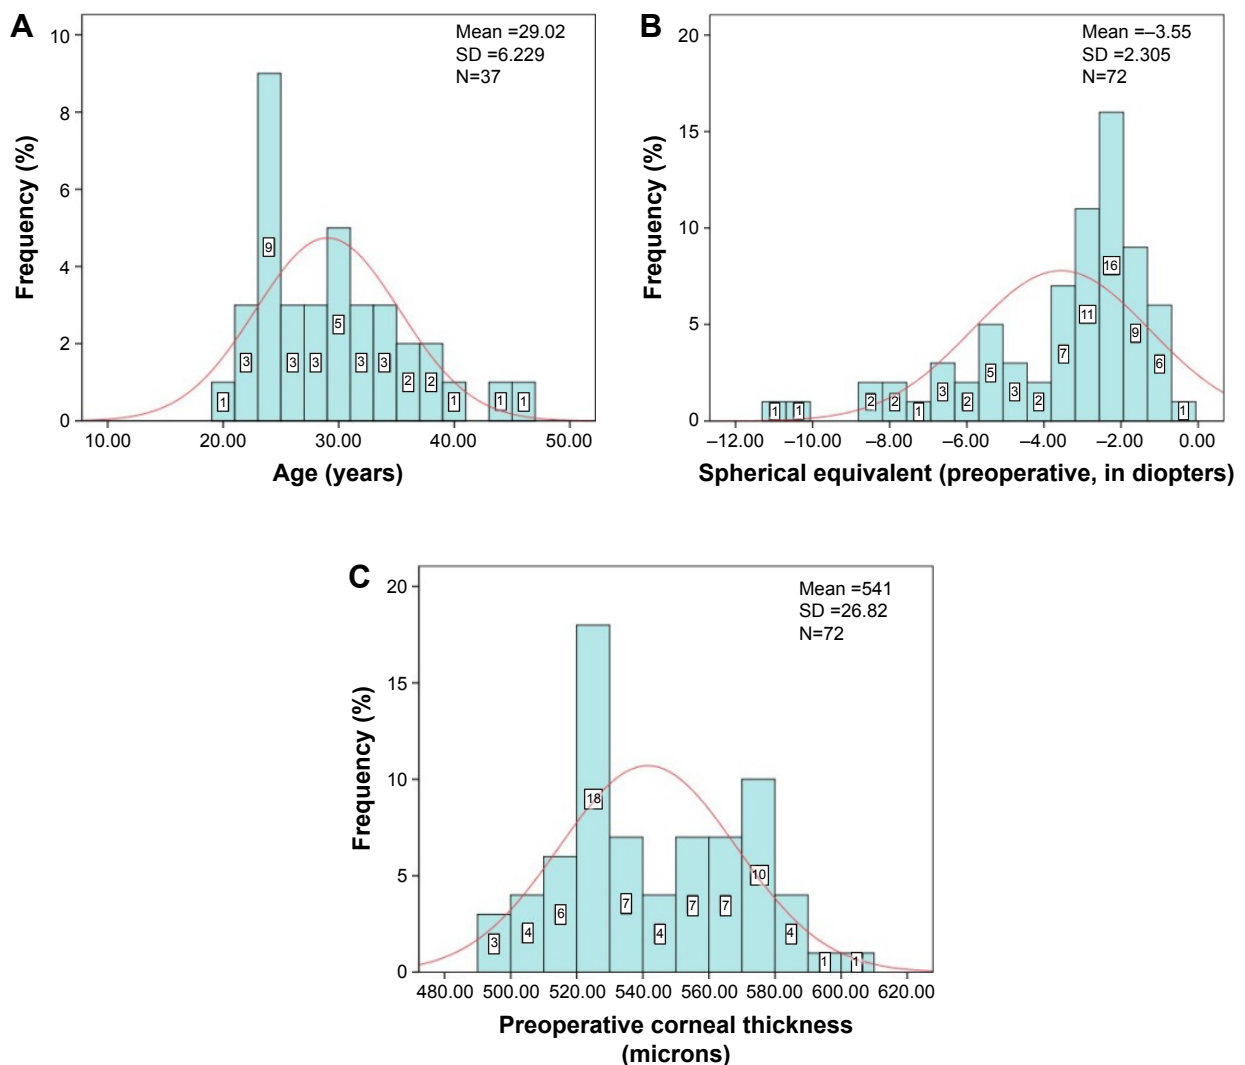 A
Mean =29.02
SD =6.229
N=37
Frequency (%)
10
8
6
4
2
0
9
3
3
3
5
3
3
2
2
1
1
1
1
10.00 20.00 30.00 40.00 50.00
Age (years)
B
Mean =–3.55
SD =2.305
N=72
Frequency (%)
20
15
10
5
0
1
1
2
2
1
3
2
5
3
2
7
11
16
9
6
1
–12.00 –10.00 –8.00 –6.00 –4.00 –2.00 0.00
Spherical equivalent (preoperative, in diopters)
C
Mean =541
SD =26.82
N=72
Frequency (%)
20
15
10
5
0
3
4
6
18
7
4
7
7
10
4
1
1
480.00 500.00 520.00 540.00 560.00 580.00 600.00 620.00
Preoperative corneal thickness
(microns)